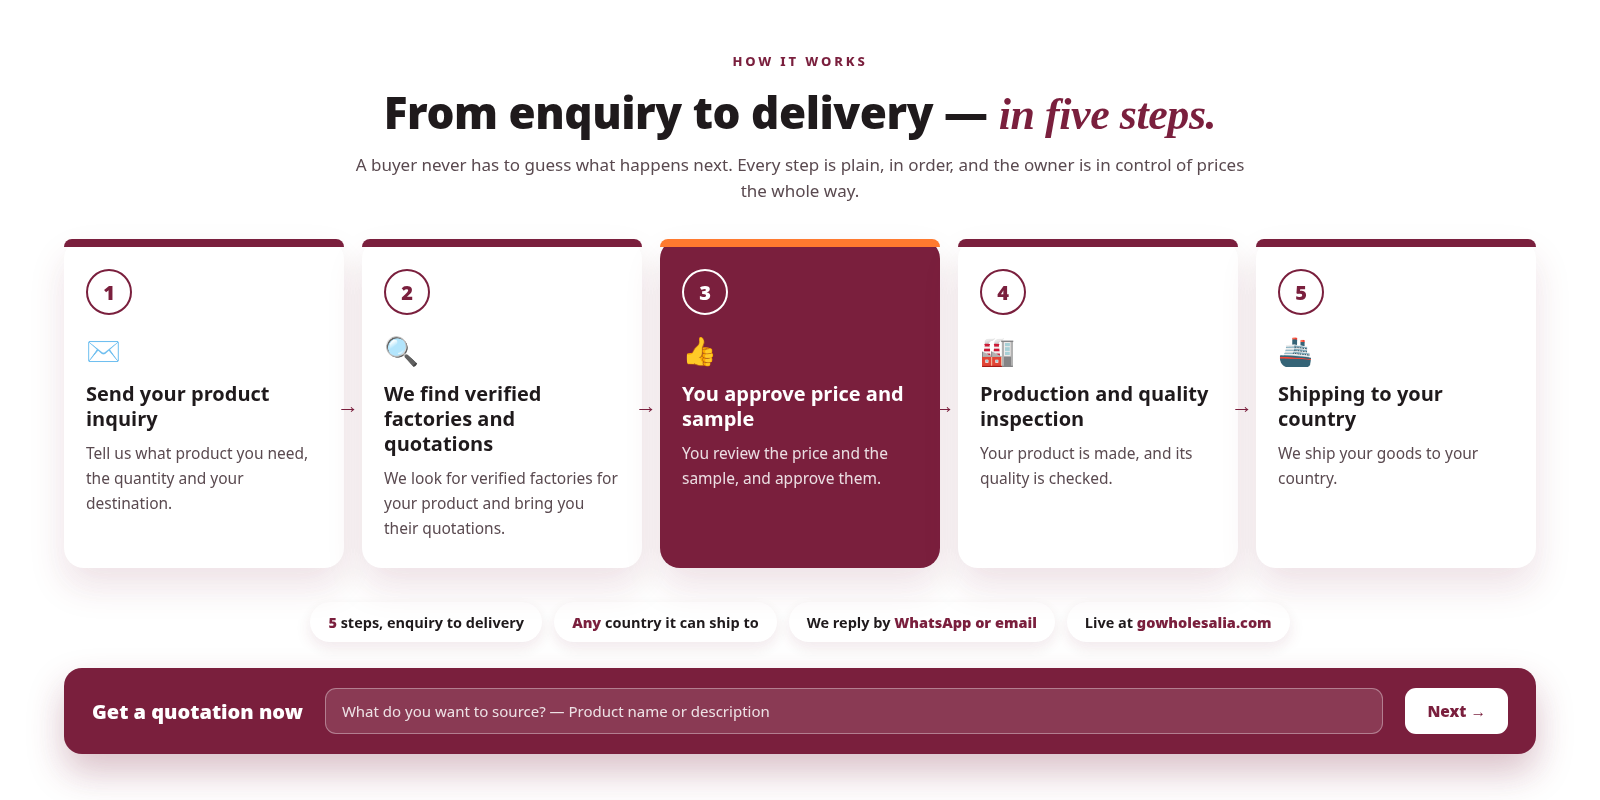 HOW IT WORKS
From enquiry to delivery — in five steps.
A buyer never has to guess what happens next. Every step is plain, in order, and the owner is in control of prices
the whole way.
1
Send your product
inquiry
Tell us what product you need,
the quantity and your
destination.
→
2
We find verified
factories and
quotations
We look for verified factories for
your product and bring you
their quotations.
→
3
You approve price and
sample
You review the price and the
sample, and approve them.
→
4
Production and quality
inspection
Your product is made, and its
quality is checked.
→
5
Shipping to your
country
We ship your goods to your
country.
5 steps, enquiry to delivery
Any country it can ship to
We reply by WhatsApp or email
Live at gowholesalia.com
Get a quotation now
What do you want to source? — Product name or description
Next →